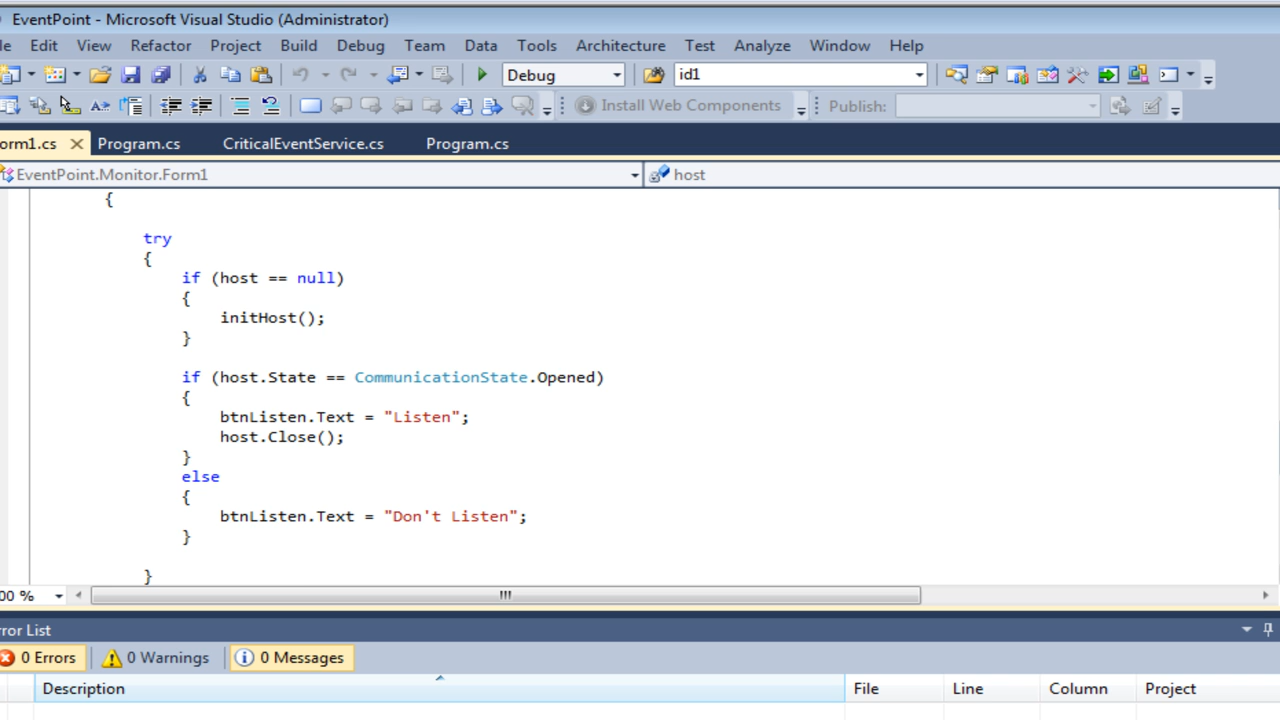 EventPoint - Microsoft Visual Studio (Administrator)
le Edit View Refactor Project Build Debug Team Data Tools Architecture Test Analyze Window Help
Debug id1
Install Web Components Publish:
orm1.cs Program.cs CriticalEventService.cs Program.cs
EventPoint.Monitor.Form1 host
{
try
{
if (host == null)
{
initHost();
}
if (host.State == CommunicationState.Opened)
{
btnListen.Text = "Listen";
host.Close();
}
else
{
btnListen.Text = "Don't Listen";
}
}
00 %
rror List
0 Errors 0 Warnings 0 Messages
Description File Line Column Project